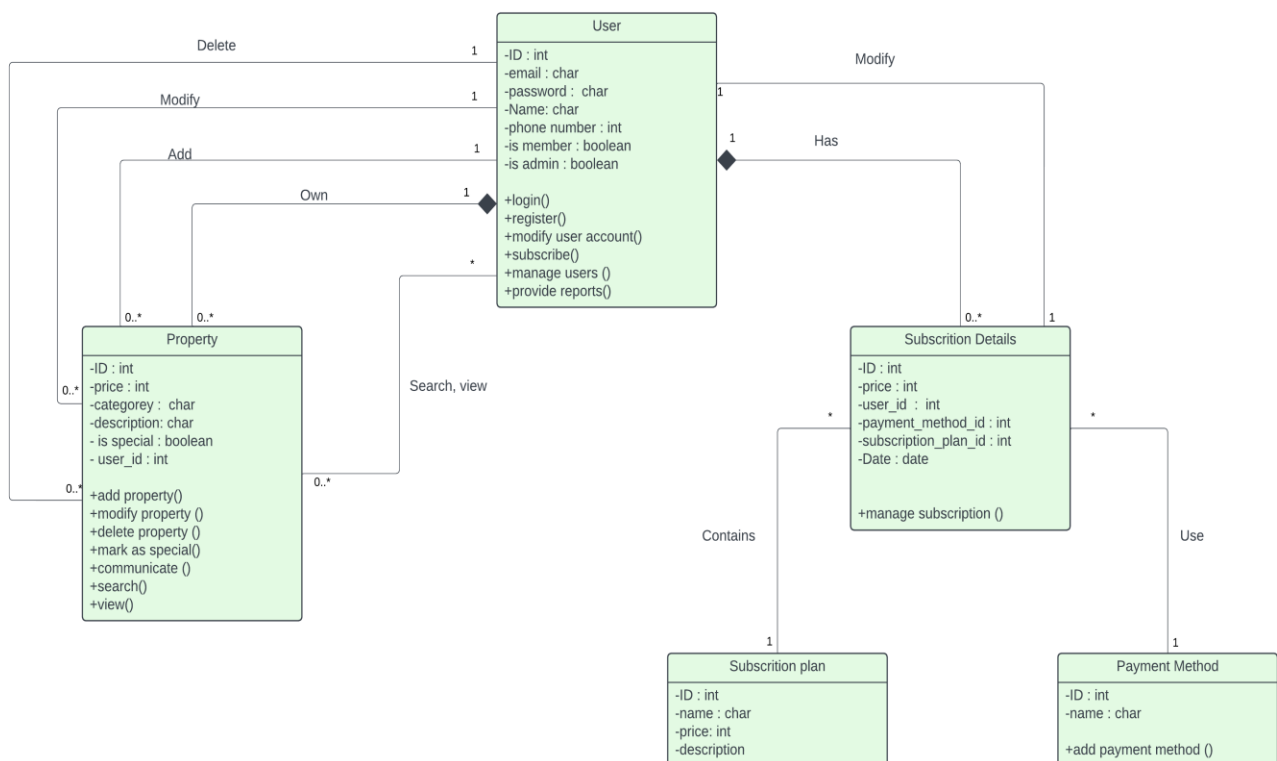 User
-ID : int
-email : char
-password :  char
-Name: char
-phone number : int
-is member : boolean
-is admin : boolean
+login()
+register()
+modify user account()
+subscribe()
+manage users ()
+provide reports()
Delete
1
Modify
1
Add
1
Own
1
*
Search, view
0..*
0..*
0..*
0..*
0..*
Modify
1
1
Has
1
0..*
Property
-ID : int
-price : int
-categorey :  char
-description: char
- is special : boolean
- user_id : int
+add property()
+modify property ()
+delete property ()
+mark as special()
+communicate ()
+search()
+view()
Subscrition Details
-ID : int
-price : int
-user_id  :  int
-payment_method_id : int
-subscription_plan_id : int
-Date : date
+manage subscription ()
*
Contains
1
*
Use
1
Subscrition plan
-ID : int
-name : char
-price: int
-description
Payment Method
-ID : int
-name : char
+add payment method ()